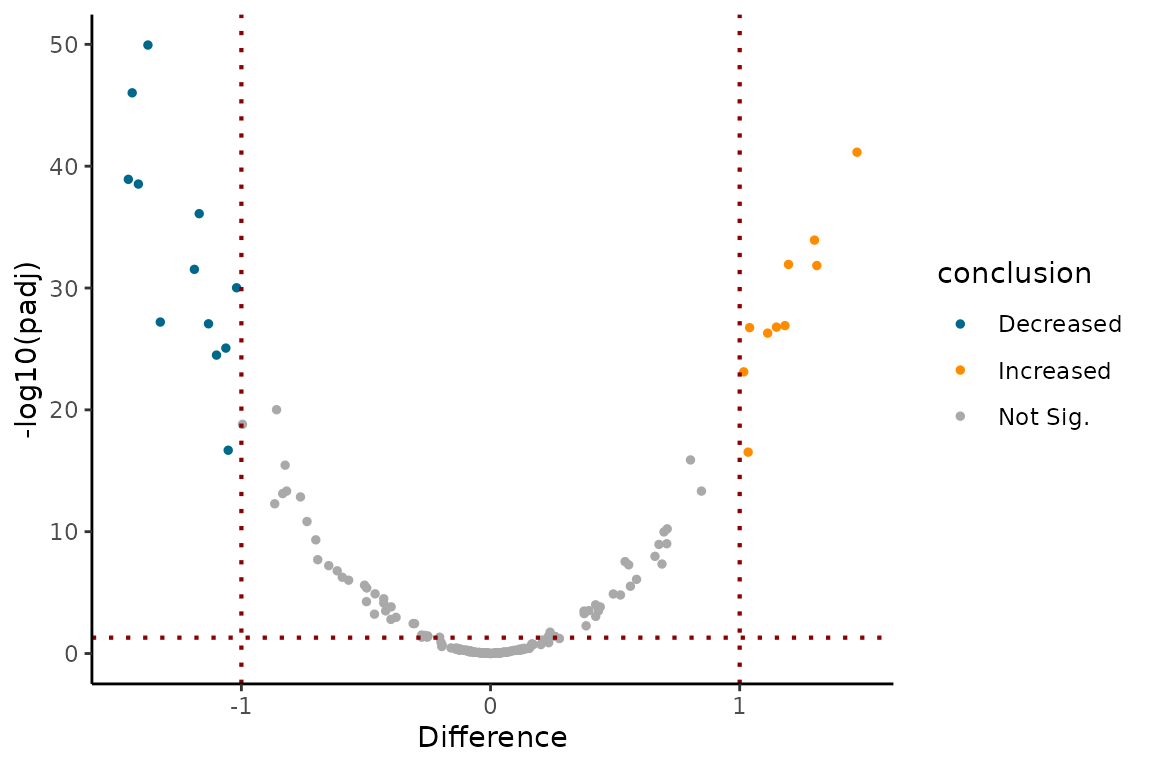 50
40
30
20
10
0
-log10(padj)
-1
0
1
Difference
conclusion
Decreased
Increased
Not Sig.